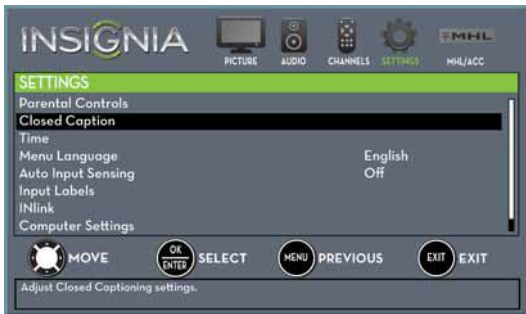 INSIGNIA
MHL
PICTURE AUDIO CHANNELS SETTINGS MHL/ACC
SETTINGS
Parental Controls
Closed Caption
Time
Menu Language English
Auto Input Sensing Off
Input Labels
INlink
Computer Settings
MOVE OK ENTER SELECT MENU PREVIOUS EXIT EXIT
Adjust Closed Captioning settings.